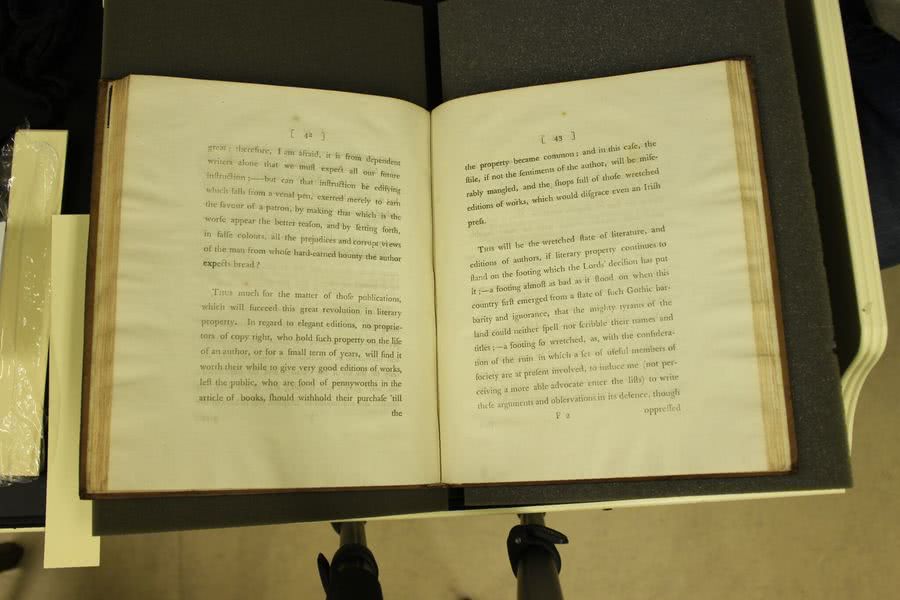 [ 42 ]
great; therefore, I am afraid, it is from dependent
writers alone that we muſt expect all our future
inſtruction;—but can that inſtruction be edifying
which falls from a venal pen, exerted merely to earn
the favour of a patron, by making that which is the
worſe appear the better reaſon, and by ſetting forth,
in falſe colours, all the prejudices and corrupt views
of the man from whoſe hard-earned bounty the author
expects bread?
Thus much for the matter of thoſe publications,
which will ſucceed this great revolution in literary
property. In regard to elegant editions, no proprie-
tors of copy right, who hold ſuch property on the life
of an author, or for a ſmall term of years, will find it
worth their while to give very good editions of works,
leſt the public, who are fond of pennyworths in the
article of books, ſhould withhold their purchaſe 'till
the
[ 43 ]
the property became common; and in this caſe, the
ſtile, if not the ſentiments of the author, will be miſe-
rably mangled, and the ſhops full of thoſe wretched
editions of works, which would diſgrace even an Iriſh
preſs.
This will be the wretched ſtate of literature, and
editions of authors, if literary property continues to
ſtand on the footing which the Lords' deciſion has put
it;—a footing almoſt as bad as it ſtood on when this
country firſt emerged from a ſtate of ſuch Gothic bar-
barity and ignorance, that the mighty tyrants of the
land could neither ſpell nor ſcribble their names and
titles;—a footing ſo wretched, as, with the conſidera-
tion of the ruin in which a ſet of uſeful members of
ſociety are at preſent involved, to induce me (not per-
ceiving a more able advocate enter the liſts) to write
theſe arguments and obſervations in its defence, though
F 2 oppreſſed